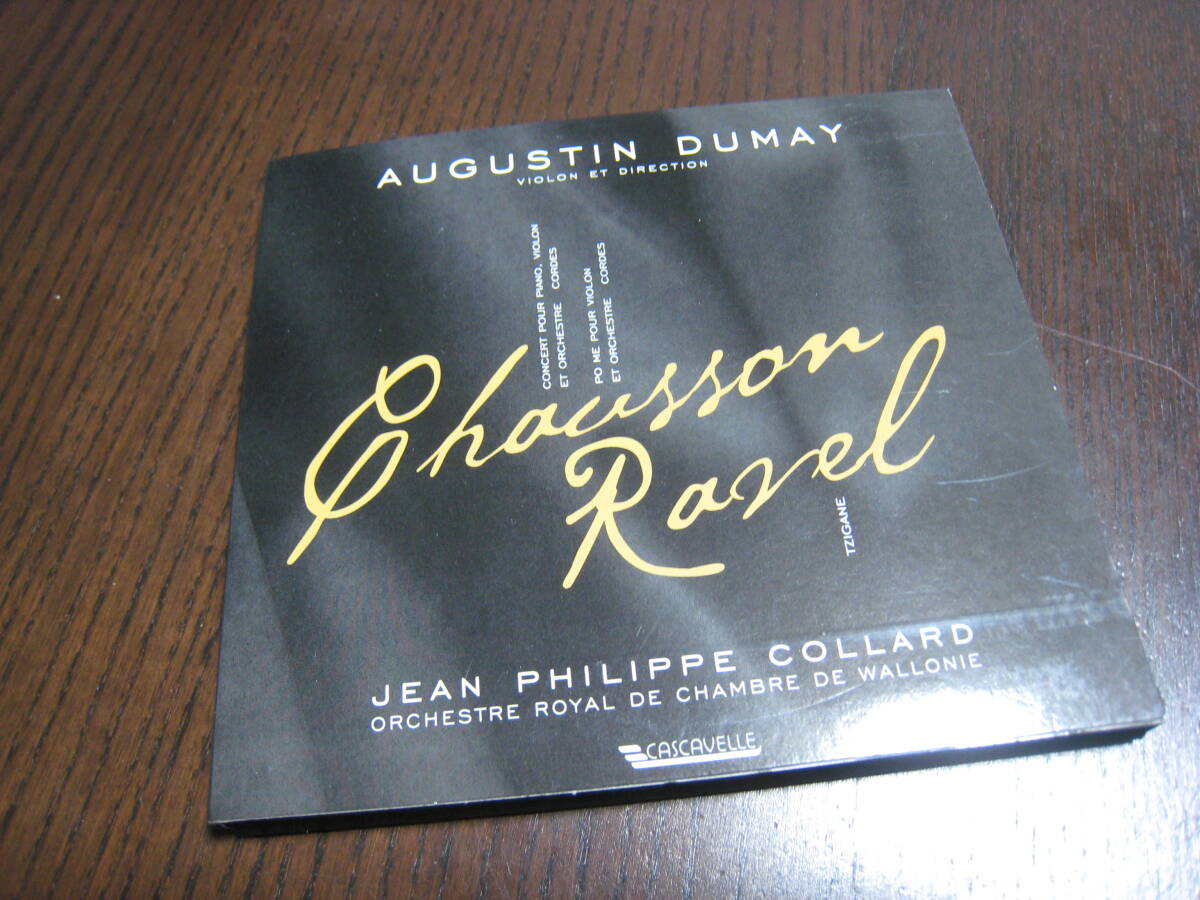 AUGUSTIN DUMAY
VIOLON ET DIRECTION
CONCERT POUR PIANO, VIOLON
ET ORCHESTRE CORDES
PO ME POUR VIOLON
ET ORCHESTRE CORDES
Chausson
Ravel
TZIGANE
JEAN PHILIPPE COLLARD
ORCHESTRE ROYAL DE CHAMBRE DE WALLONIE
CASCAVELLE